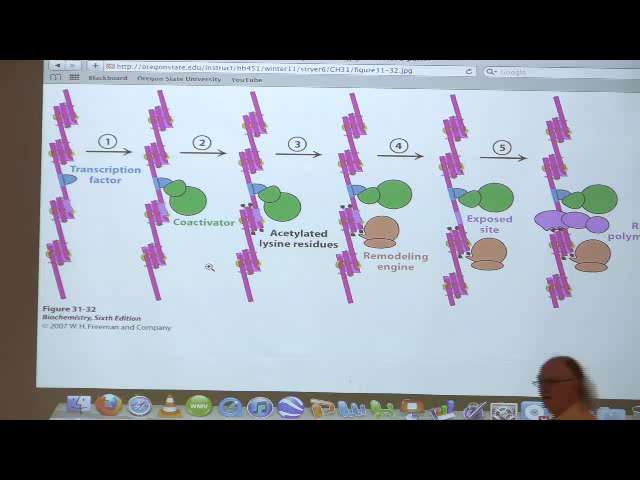 http://oregonstate.edu/instruct/bb451/winter11/stryer6/CH31/figure31-32.jpg
Google
Blackboard Oregon State University YouTube
1 2 3 4 5
Transcription
factor
Coactivator
Acetylated
lysine residues
Remodeling
engine
Exposed
site
polym
Figure 31-32
Biochemistry, Sixth Edition
© 2007 W. H. Freeman and Company
WMV